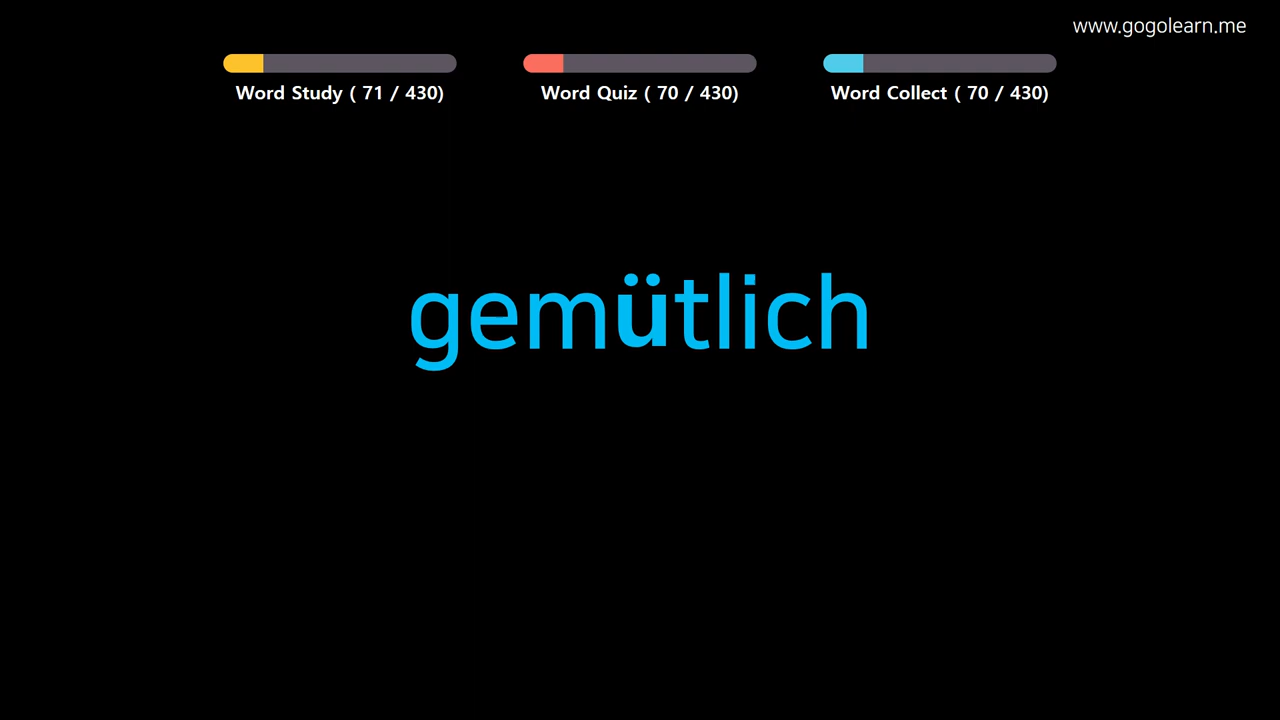 www.gogolearn.me
Word Study ( 71 / 430)
Word Quiz ( 70 / 430)
Word Collect ( 70 / 430)
gemütlich